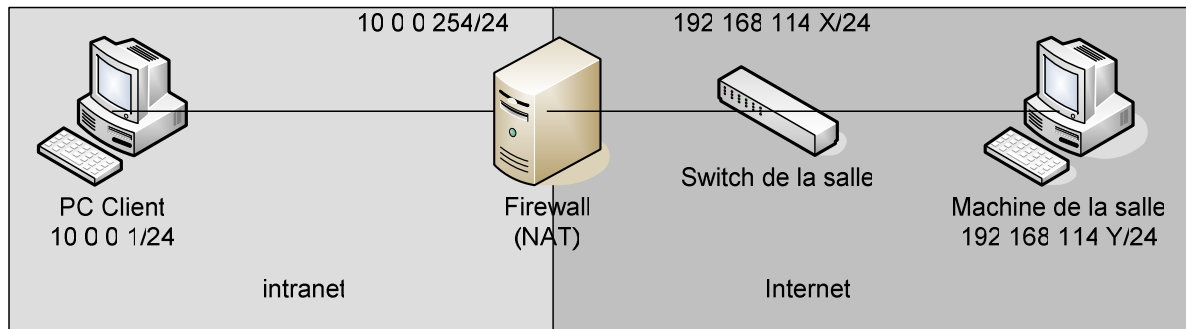 10 0 0 254/24
192 168 114 X/24
PC Client
10 0 0 1/24
Firewall
(NAT)
Switch de la salle
Machine de la salle
192 168 114 Y/24
intranet
Internet